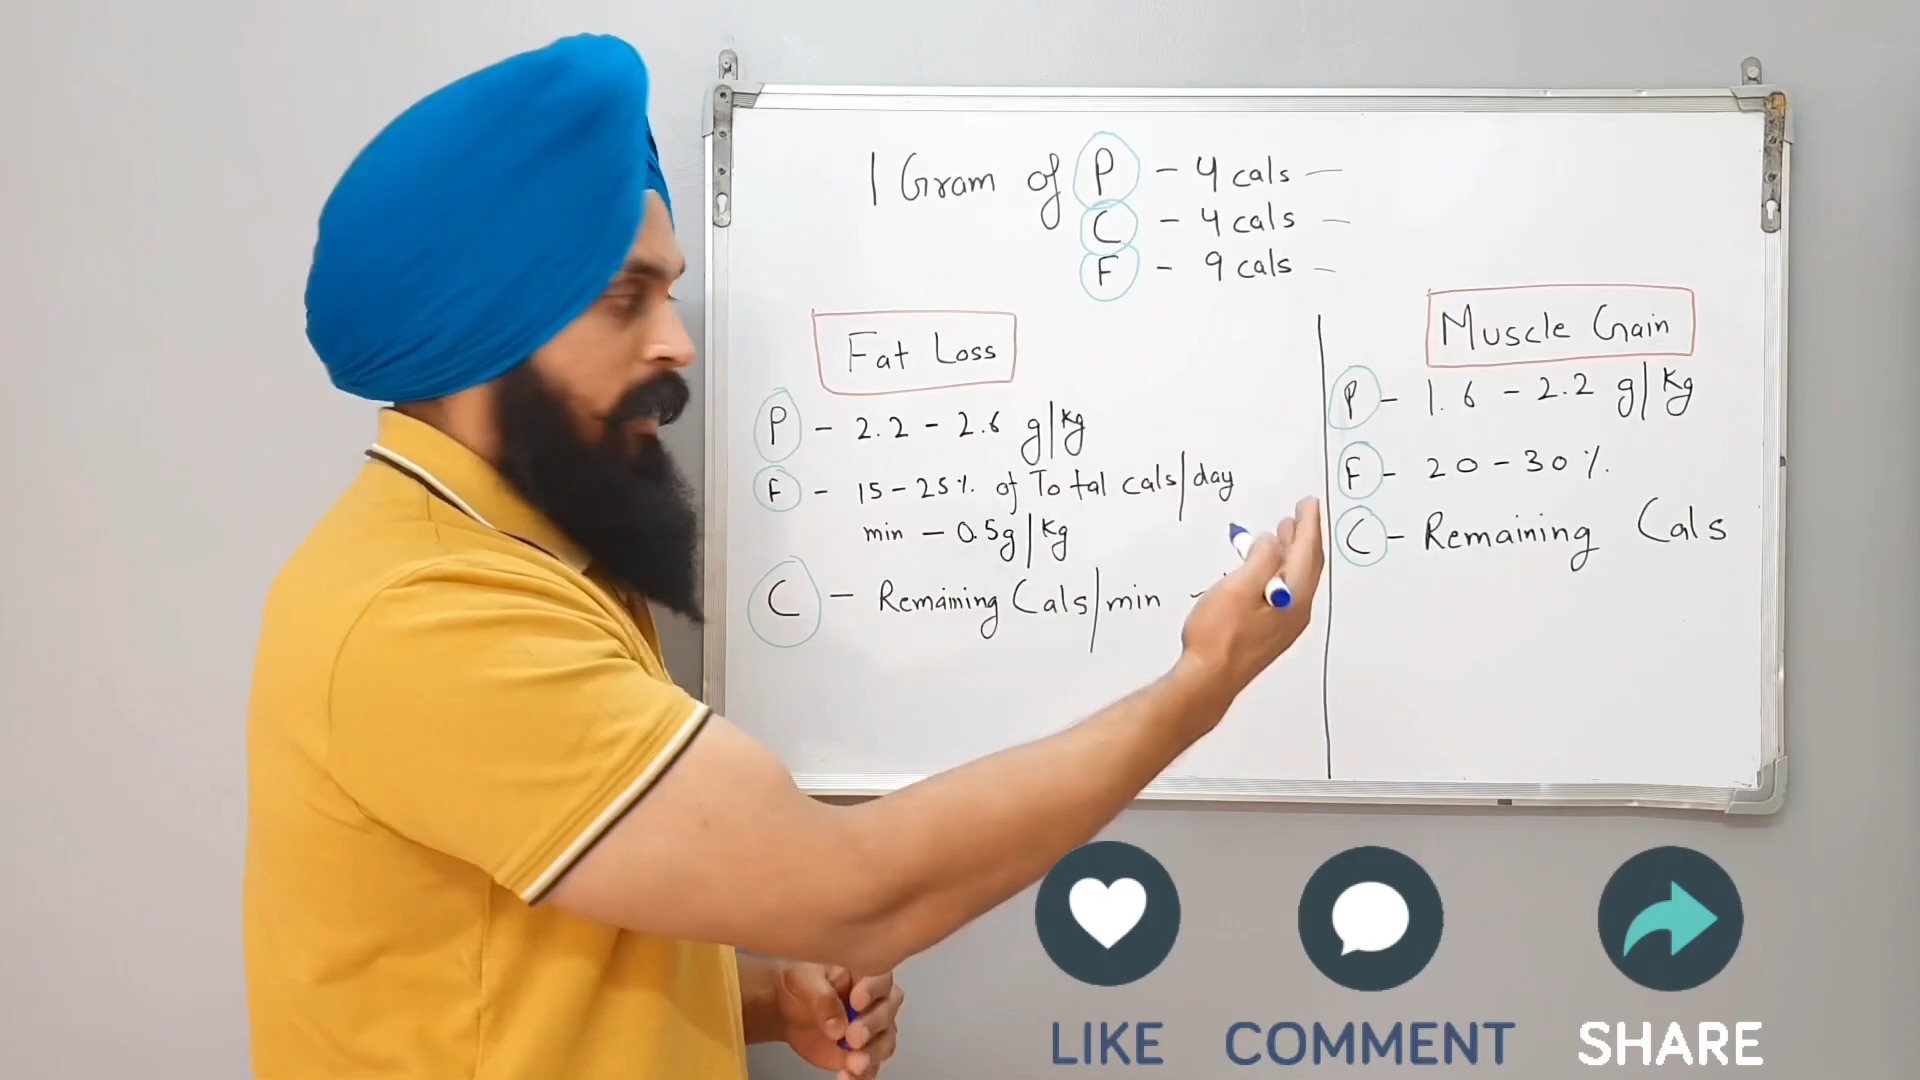 1 Gram of P - 4 cals -
C - 4 cals -
F - 9 cals -
Fat Loss
P - 2.2 - 2.6 g/kg
F - 15-25% of Total cals/day
min - 0.5g/kg
C - Remaining Cals/min -
Muscle Gain
P - 1.6 - 2.2 g/kg
F - 20-30%
C - Remaining Cals
LIKE COMMENT SHARE